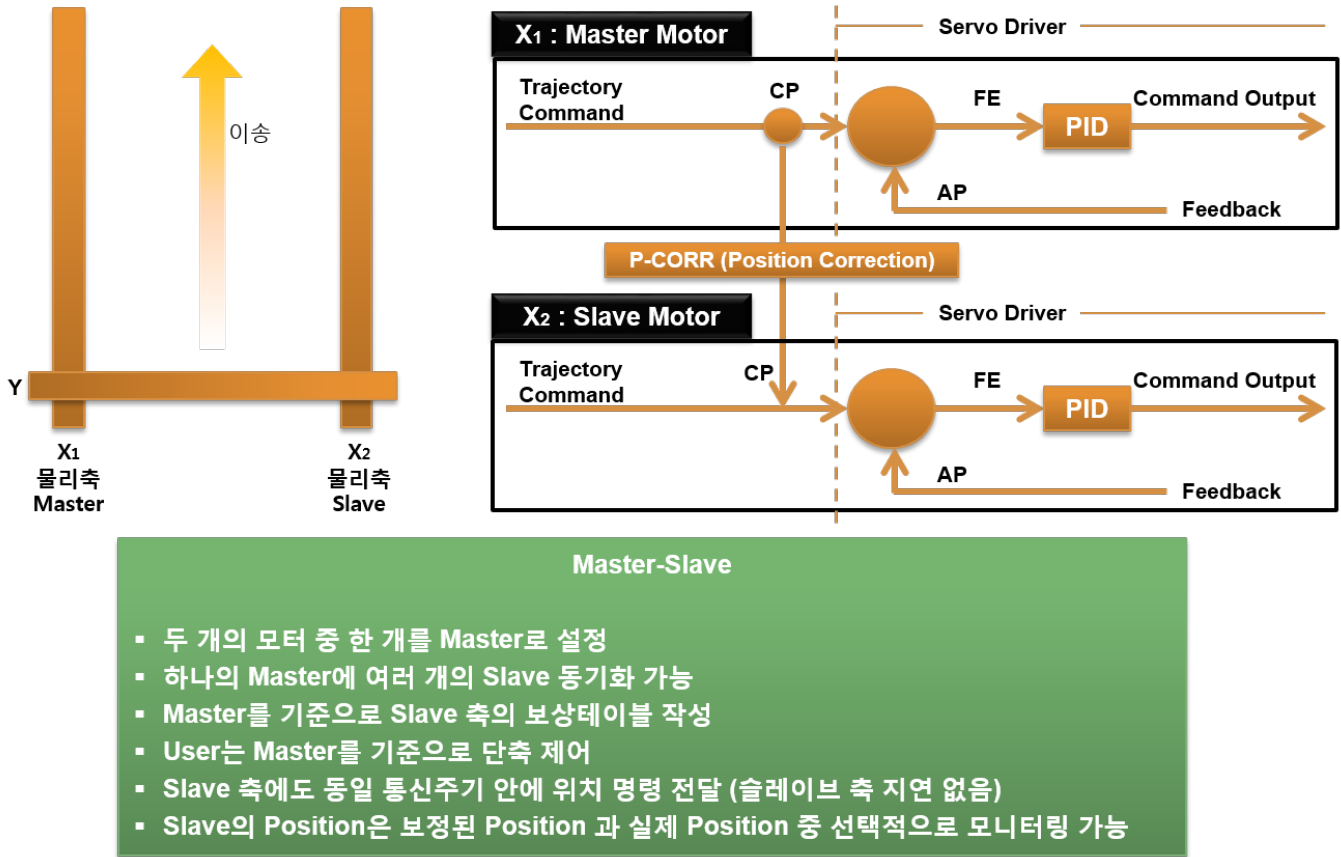 이송
Y
X1
물리축
Master
X2
물리축
Slave
X1 : Master Motor
Servo Driver
Trajectory
Command
CP
FE
PID
Command Output
AP
Feedback
P-CORR (Position Correction)
X2 : Slave Motor
Servo Driver
Trajectory
Command
CP
FE
PID
Command Output
AP
Feedback
Master-Slave
▪ 두 개의 모터 중 한 개를 Master로 설정
▪ 하나의 Master에 여러 개의 Slave 동기화 가능
▪ Master를 기준으로 Slave 축의 보상테이블 작성
▪ User는 Master를 기준으로 단축 제어
▪ Slave 축에도 동일 통신주기 안에 위치 명령 전달 (슬레이브 축 지연 없음)
▪ Slave의 Position은 보정된 Position 과 실제 Position 중 선택적으로 모니터링 가능